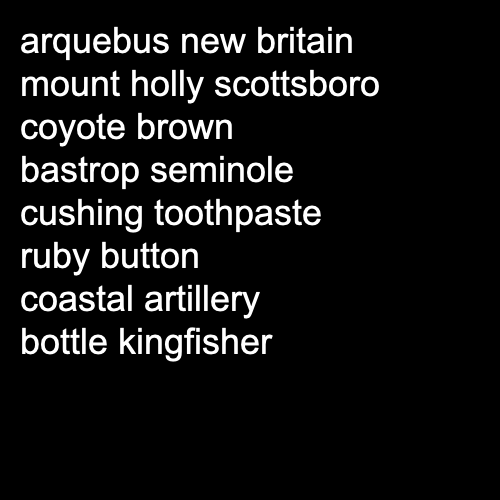 arquebus new britain
mount holly scottsboro
coyote brown
bastrop seminole
cushing toothpaste
ruby button
coastal artillery
bottle kingfisher